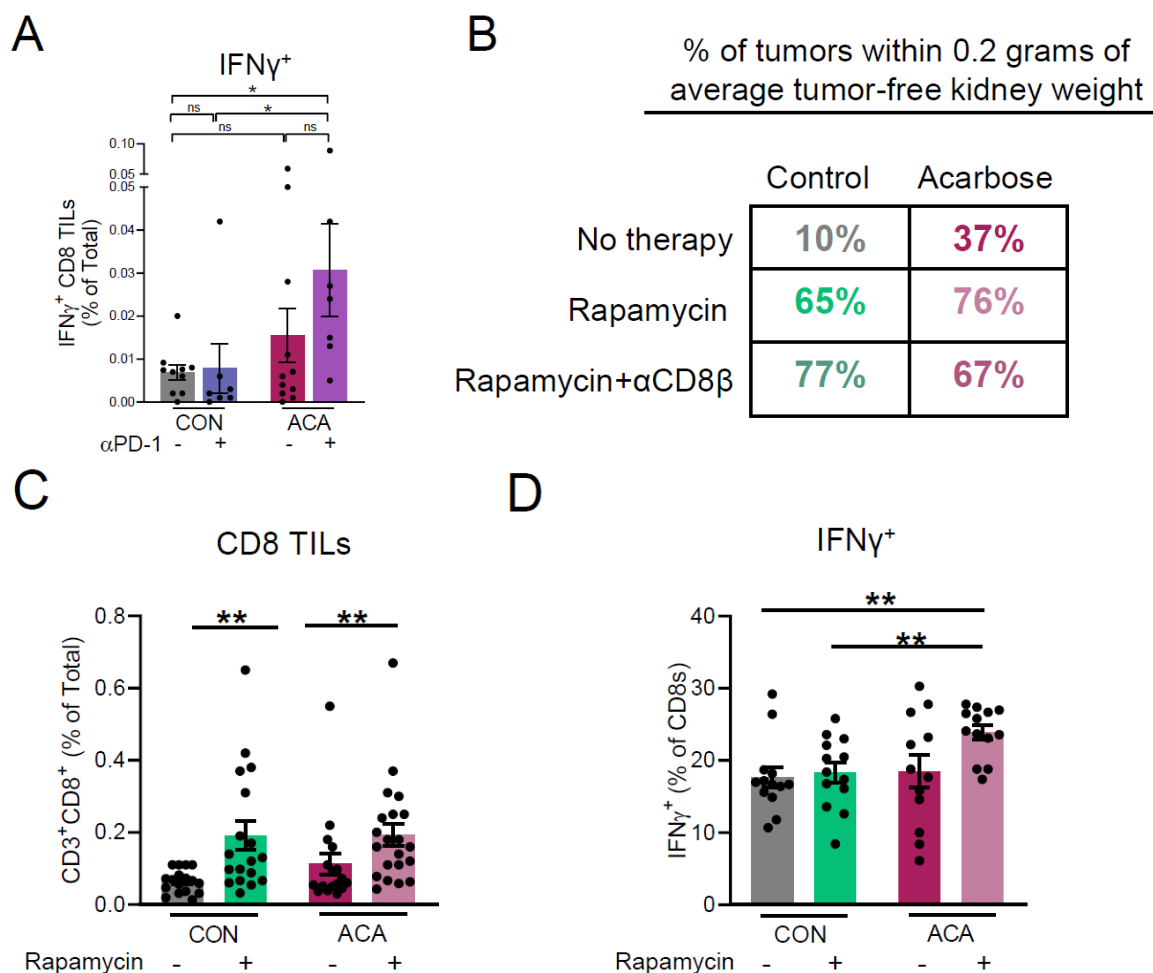 A
IFNγ⁺
*
ns
*
ns
ns
0.10
0.05
0.05
0.04
0.03
0.02
0.01
0.00
IFNγ⁺ CD8 TILs
(% of Total)
CON
ACA
αPD-1
-
+
-
+
B
% of tumors within 0.2 grams of
average tumor-free kidney weight
Control
Acarbose
No therapy
10%
37%
Rapamycin
65%
76%
Rapamycin+αCD8β
77%
67%
C
CD8 TILs
**
**
0.8
0.6
0.4
0.2
0.0
CD3⁺CD8⁺ (% of Total)
CON
ACA
Rapamycin
-
+
-
+
D
IFNγ⁺
**
**
40
30
20
10
0
IFNγ⁺ (% of CD8s)
CON
ACA
Rapamycin
-
+
-
+